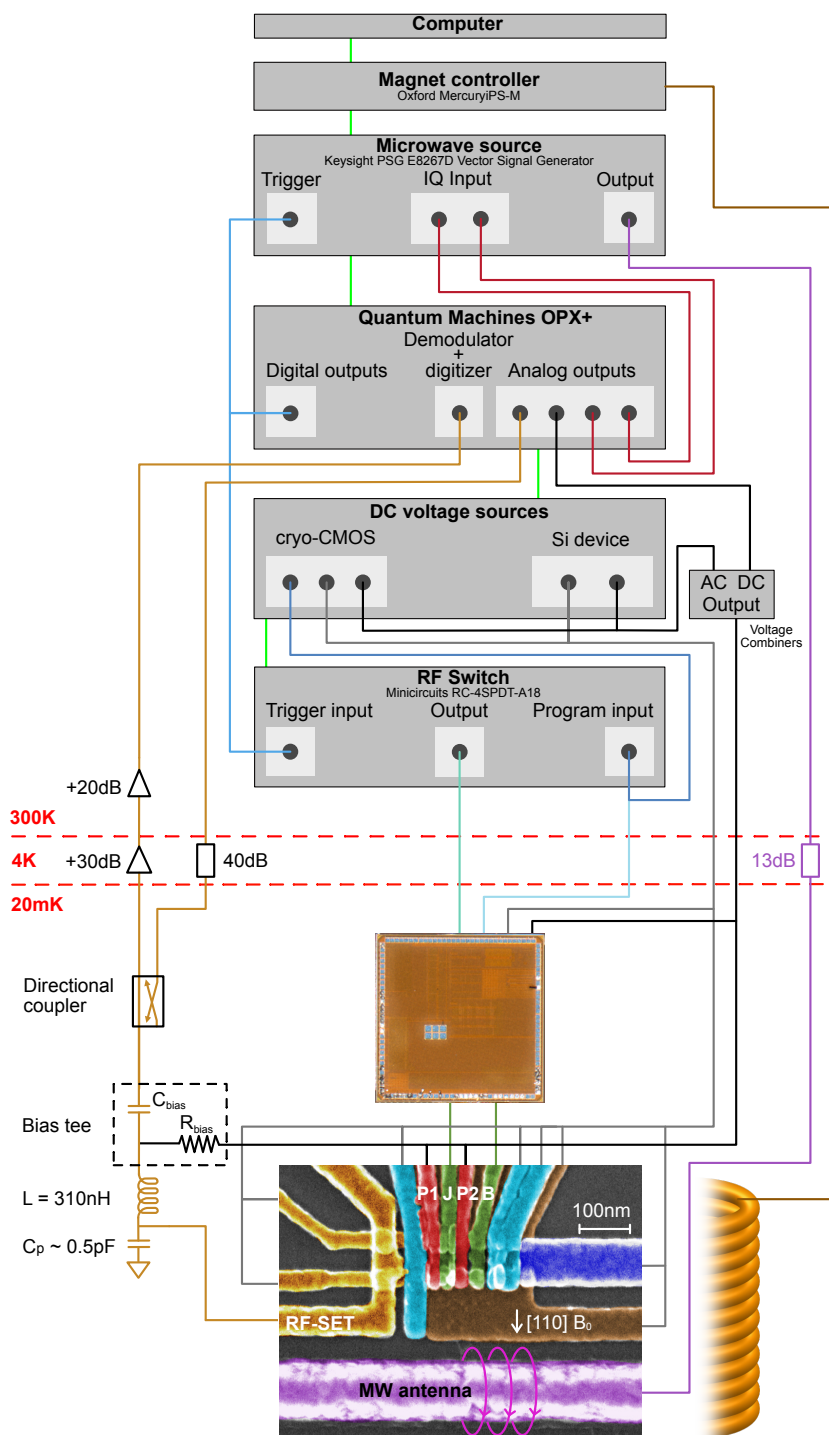 Computer
Magnet controller
Oxford MercuryiPS-M
Microwave source
Keysight PSG E8267D Vector Signal Generator
Trigger
IQ Input
Output
Quantum Machines OPX+
Digital outputs
Demodulator
+
digitizer
Analog outputs
DC voltage sources
cryo-CMOS
Si device
AC DC
Output
Voltage
Combiners
RF Switch
Minicircuits RC-4SPDT-A18
Trigger input
Output
Program input
+20dB
300K
4K
+30dB
40dB
13dB
20mK
Directional
coupler
Cbias
Rbias
Bias tee
L = 310nH
Cp ~ 0.5pF
P1 J P2 B
100nm
RF-SET
[110] B₀
MW antenna